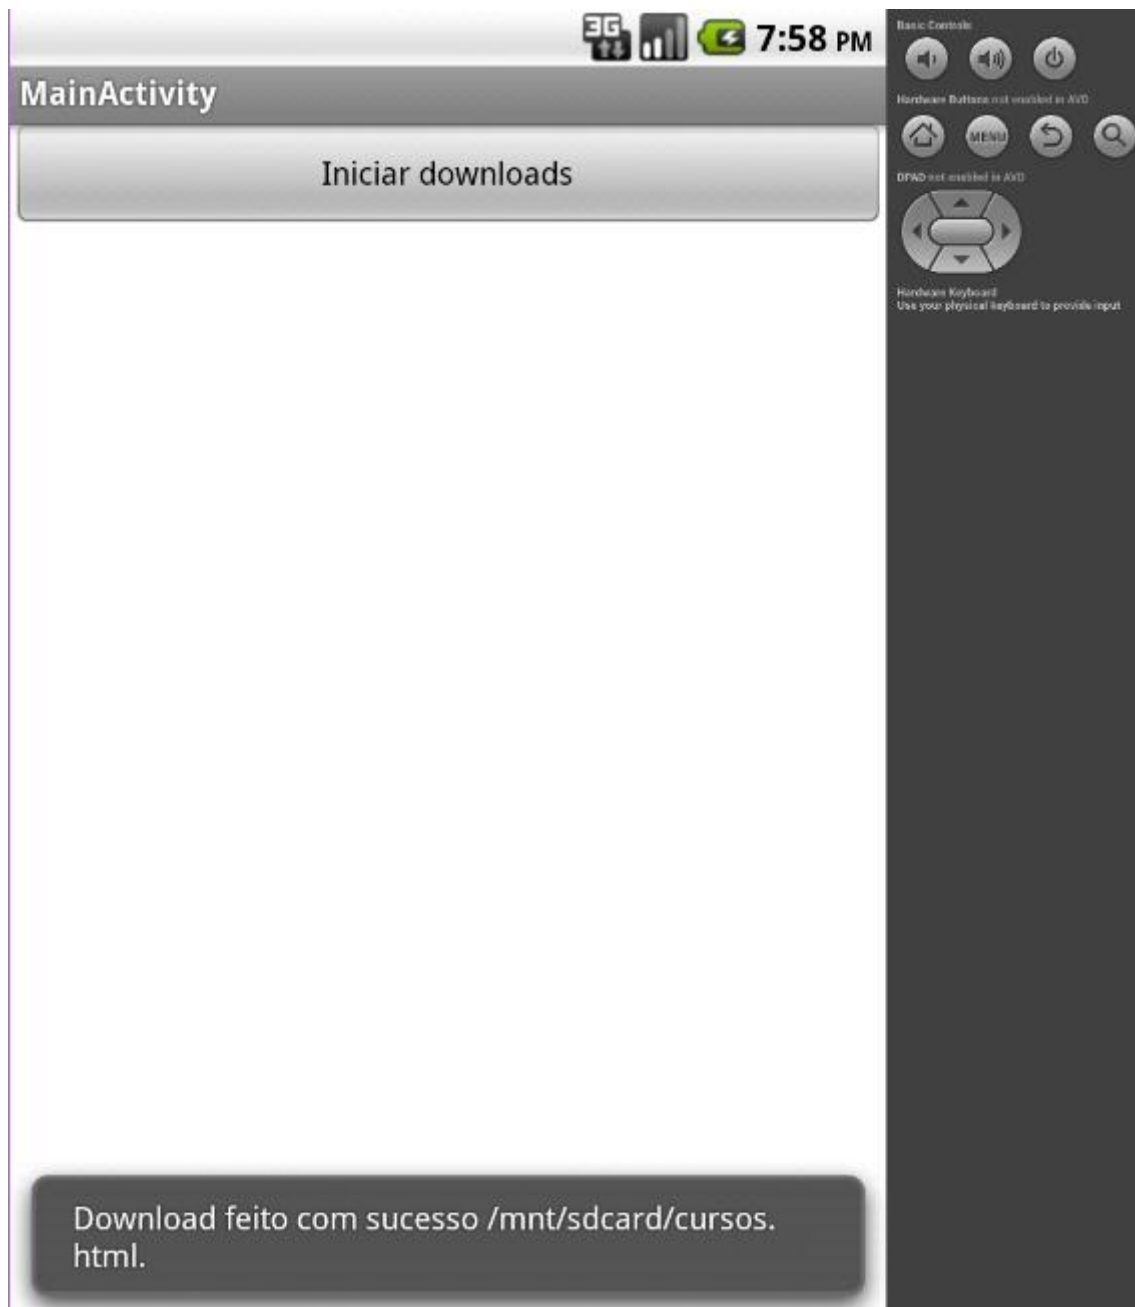 3G 7:58 PM
MainActivity
Iniciar downloads
Download feito com sucesso /mnt/sdcard/cursos.
html.
Basic Controls
Hardware Buttons not enabled in AVD
MENU
DPAD not enabled in AVD
Hardware Keyboard
Use your physical keyboard to provide input